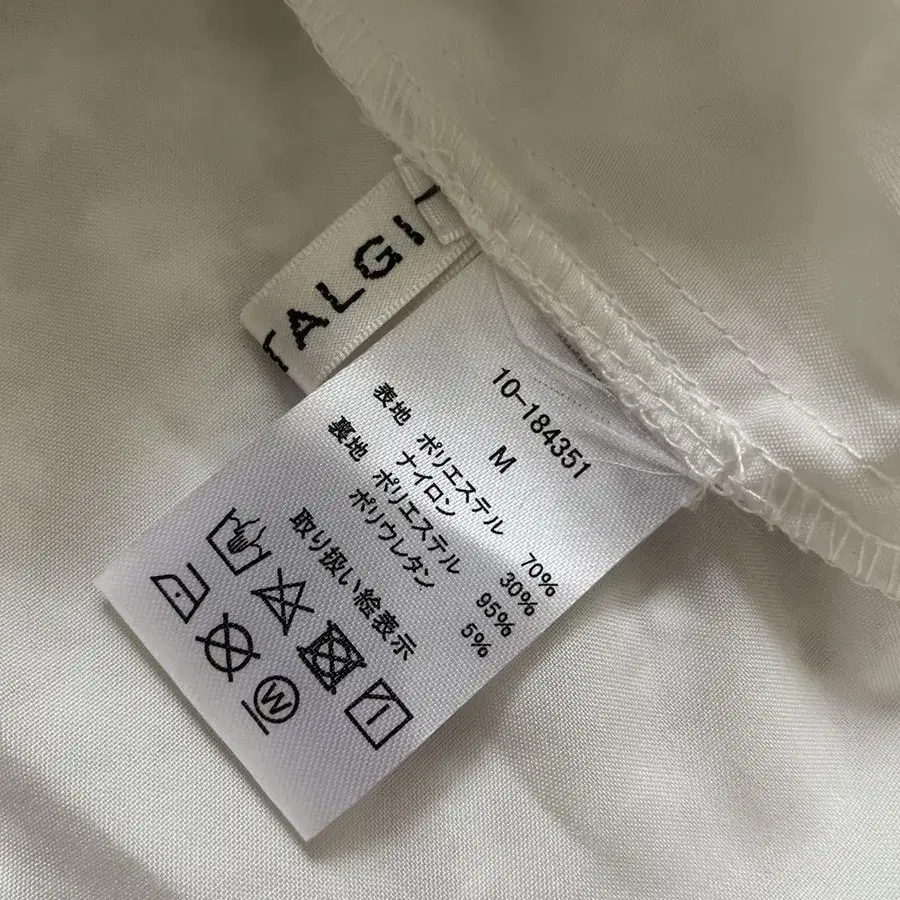 TALGI
10-184351
M
表地 ポリエステル 70%
ナイロン 30%
裏地 ポリエステル 95%
ポリウレタン 5%
取り扱い絵表示
W